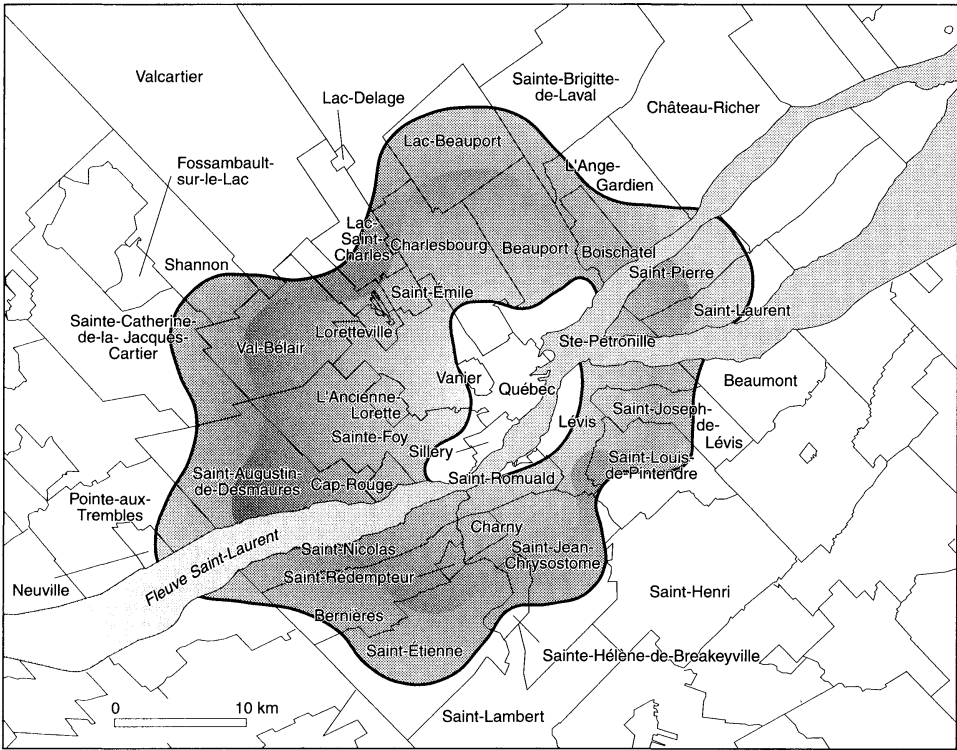 Valcartier
Sainte-Brigitte-
de-Laval
Lac-Delage
Château-Richer
Lac-Beauport
Fossambault-
sur-le-Lac
L'Ange-
Gardien
Lac-
Saint-
Charles
Charlesbourg
Beauport
Boischatel
Shannon
Saint-Pierre
Saint-Émile
Saint-Laurent
Sainte-Catherine-
de-la- Jacques-
Cartier
Loretteville
Val-Bélair
Ste-Pétronille
Vanier
Québec
Beaumont
L'Ancienne-
Lorette
Saint-Joseph-
de-
Lévis
Lévis
Sainte-Foy
Sillery
Saint-Louis-
de-Pintendre
Saint-Augustin-
de-Desmaures
Cap-Rouge
Saint-Romuald
Pointe-aux-
Trembles
Charny
Saint-Nicolas
Saint-Jean-
Chrysostome
Fleuve Saint-Laurent
Saint-Rédempteur
Neuville
Saint-Henri
Bernières
Saint-Étienne
Sainte-Hélène-de-Breakeyville
0 10 km
Saint-Lambert